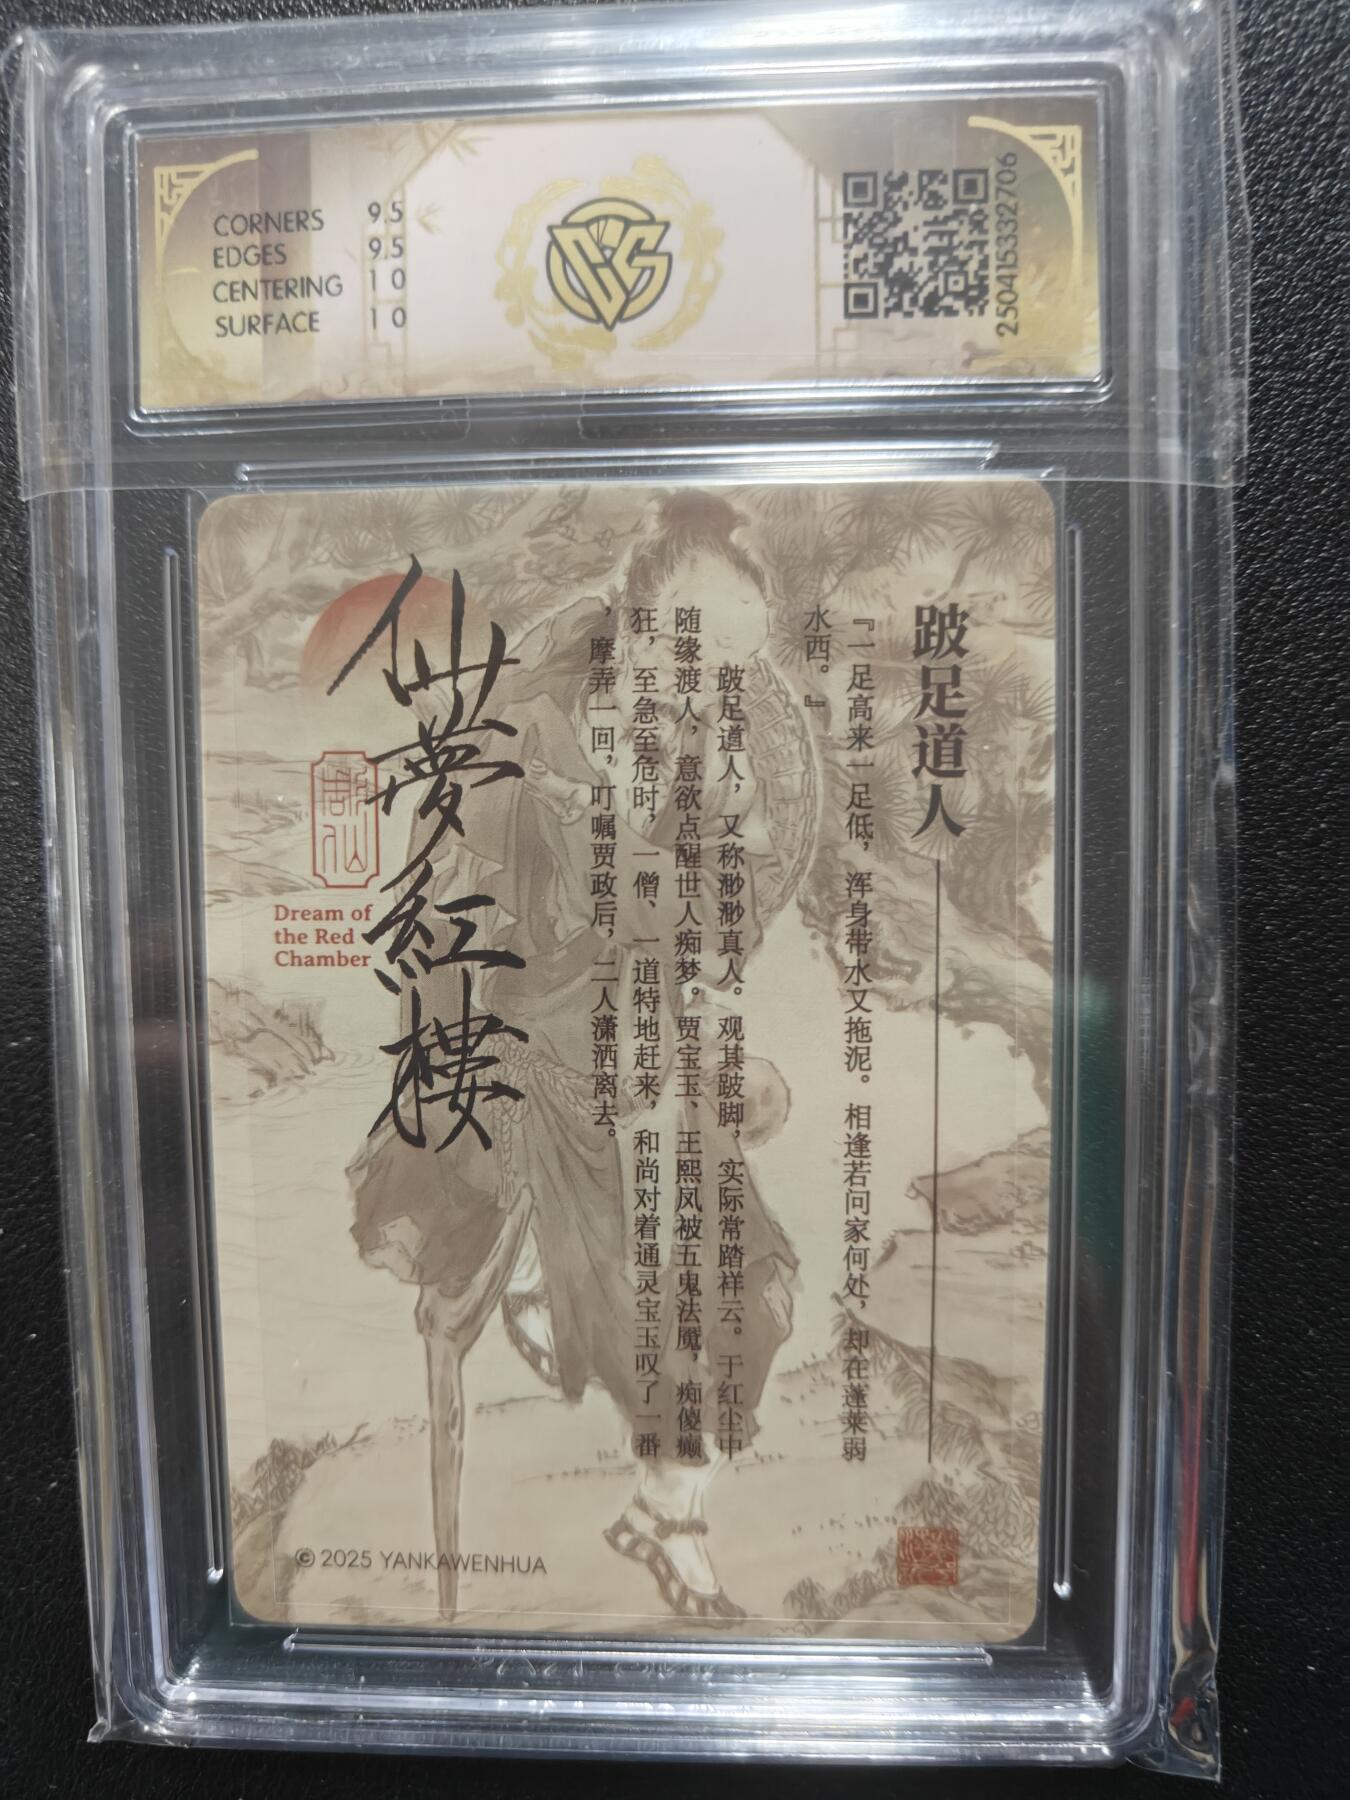 CORNERS 9.5
EDGES 9.5
CENTERING 10
SURFACE 10
CCS
2504153327706
跛足道人
『一足高来一足低，浑身带水又拖泥。相逢若问家何处，却在蓬莱弱
水西。』
跛足道人，又称渺渺真人。观其跛脚，实际常踏祥云。于红尘中
随缘渡人，意欲点醒世人痴梦。贾宝玉、王熙凤被五鬼法魇，痴傻癫
狂，至急至危时，一僧、一道特地赶来，和尚对着通灵宝玉叹了一番
，摩弄一回，叮嘱贾政后，二人潇洒离去。
仙夢紅樓
Dream of
the Red
Chamber
© 2025 YANKAWENHUA